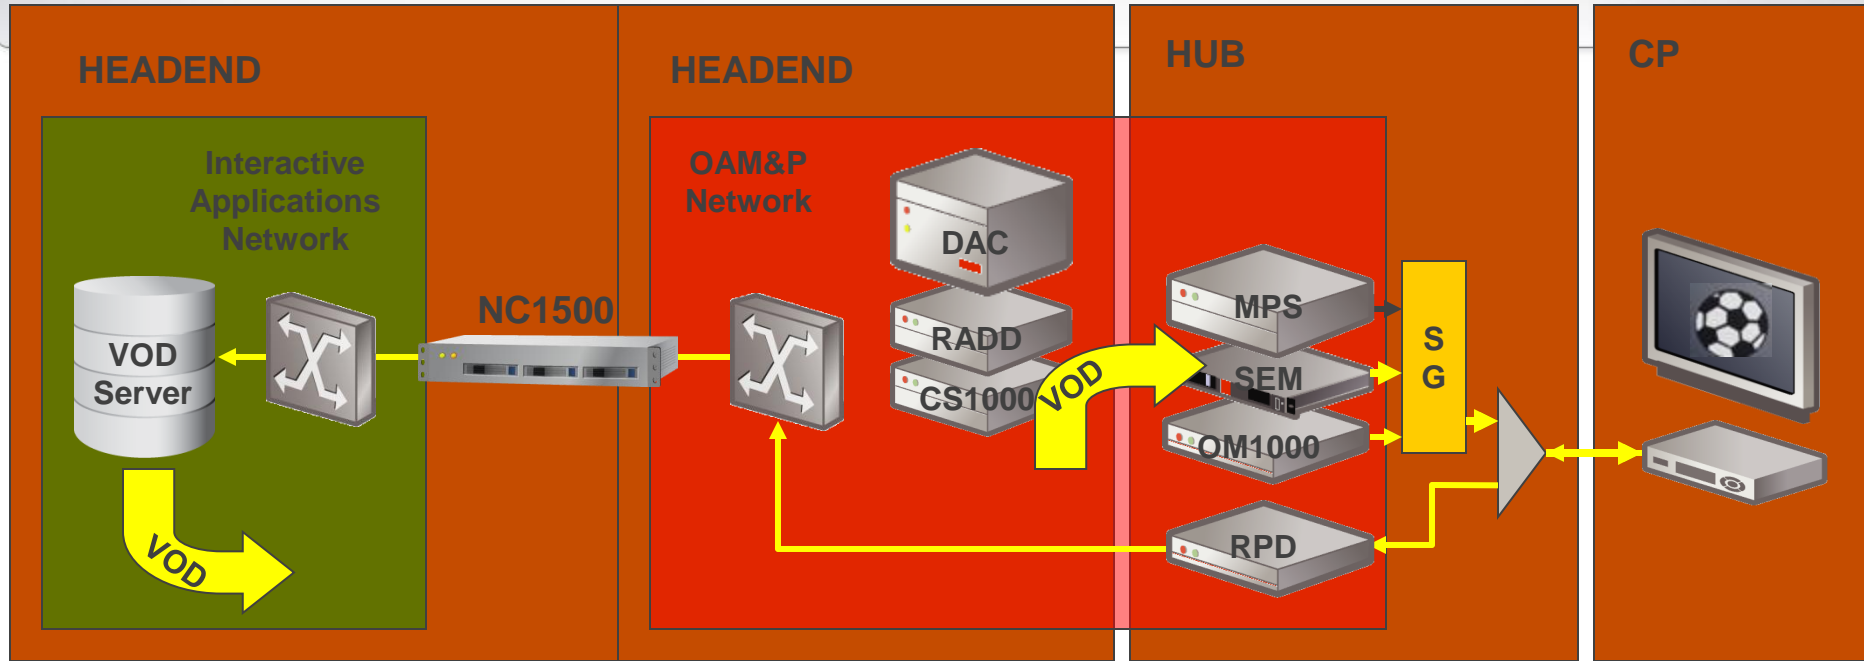 HEADEND
HEADEND
HUB
CP
Interactive
Applications
Network
OAM&P
Network
DAC
NC1500
MPS
VOD
Server
RADD
S
G
SEM
CS1000
VOD
OM1000
VOD
RPD